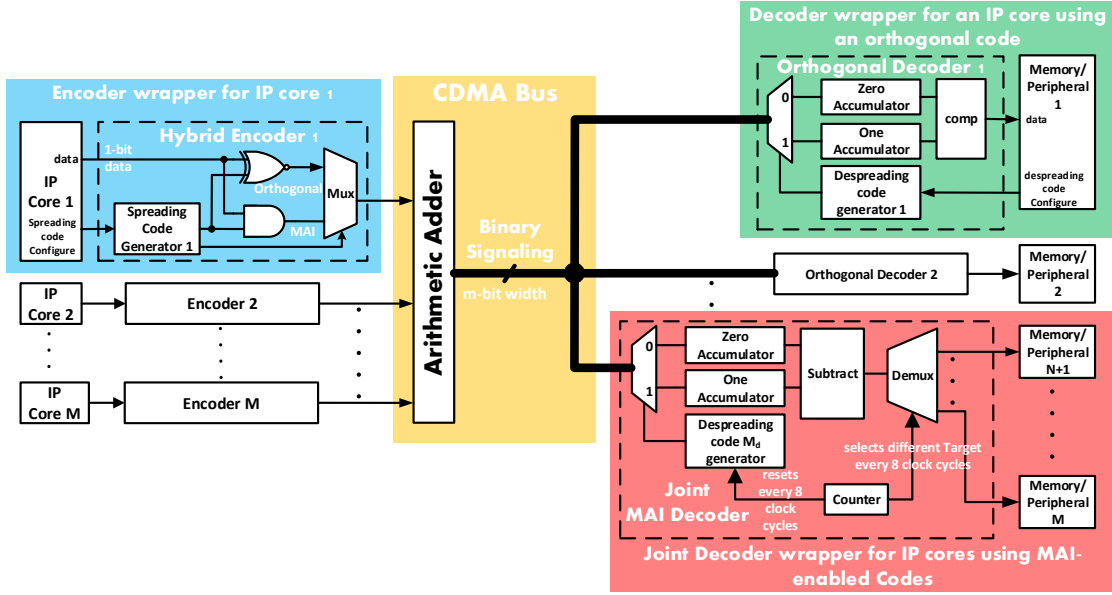 Encoder wrapper for IP core 1
Hybrid Encoder 1
data
1-bit
data
IP
Core 1
Spreading
code
Configure
Spreading
Code
Generator 1
Orthogonal
MAI
Mux
IP
Core 2
Encoder 2
IP
Core M
Encoder M
CDMA Bus
Arithmetic Adder
Binary
Signaling
m-bit width
Decoder wrapper for an IP core using
an orthogonal code
Orthogonal Decoder 1
0
1
Zero
Accumulator
One
Accumulator
comp
Despreading
code
generator 1
Memory/
Peripheral
1
data
despreading
code
Configure
Orthogonal Decoder 2
Memory/
Peripheral
2
0
1
Zero
Accumulator
One
Accumulator
Subtract
Demux
Despreading
code Md
generator
selects different Target
every 8 clock cycles
resets
every 8
clock
cycles
Counter
Joint
MAI Decoder
Memory/
Peripheral
N+1
Memory/
Peripheral
M
Joint Decoder wrapper for IP cores using MAI-
enabled Codes